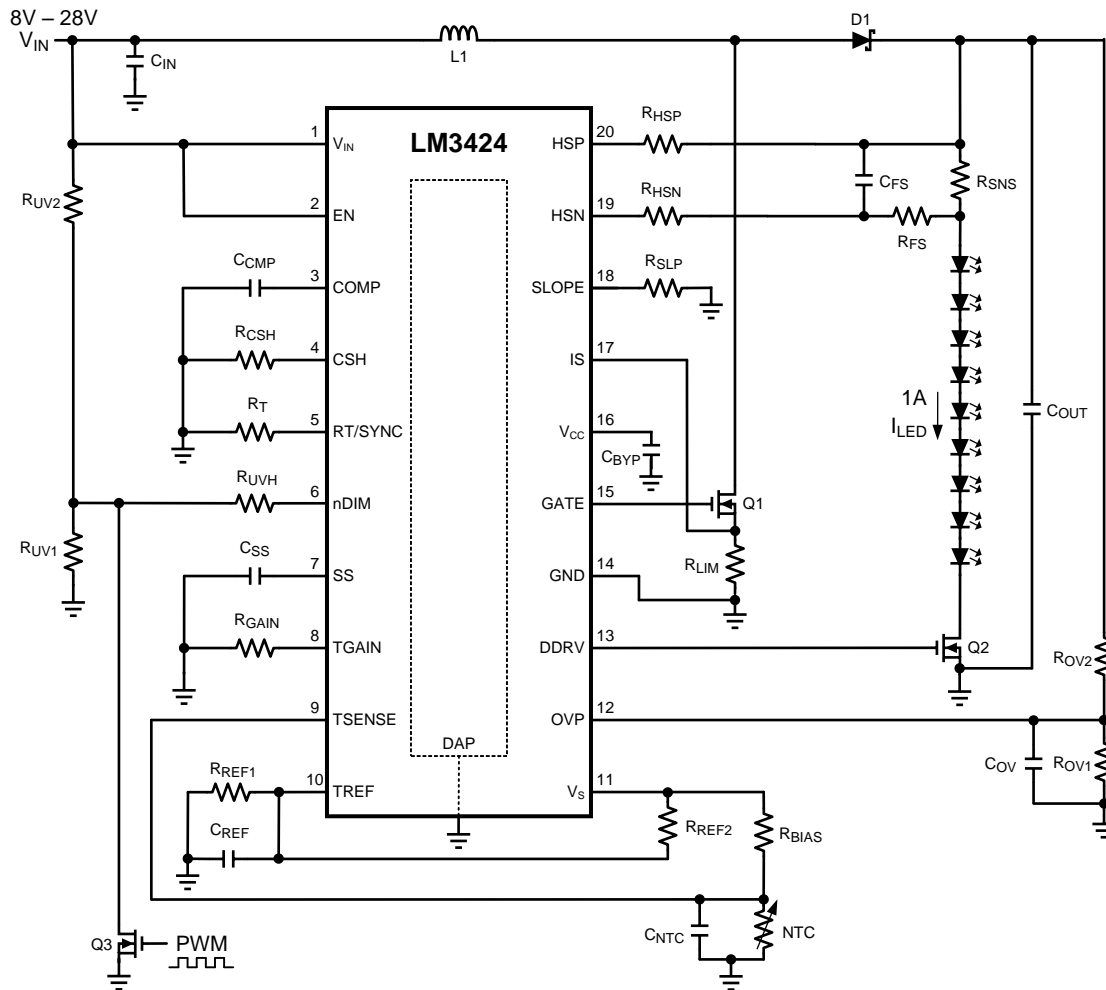 8V – 28V
VIN
CIN
L1
D1
LM3424
1
VIN
HSP
20
RHSP
RUV2
2
EN
HSN
19
RHSN
CFS
RSNS
RFS
CCMP
3
COMP
SLOPE
18
RSLP
RCSH
4
CSH
IS
17
RT
5
RT/SYNC
VCC
16
CBYP
1A
ILED
COUT
RUVH
6
nDIM
GATE
15
Q1
RUV1
CSS
7
SS
GND
14
RLIM
RGAIN
8
TGAIN
DDRV
13
Q2
ROV2
9
TSENSE
OVP
12
DAP
COV
ROV1
RREF1
10
TREF
VS
11
CREF
RREF2
RBIAS
CNTC
NTC
Q3
PWM